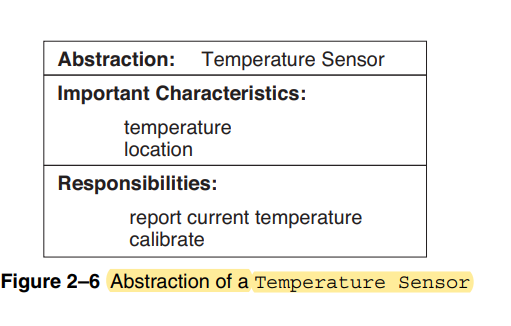 Abstraction: Temperature Sensor
Important Characteristics:
temperature
location
Responsibilities:
report current temperature
calibrate
Figure 2–6 Abstraction of a Temperature Sensor